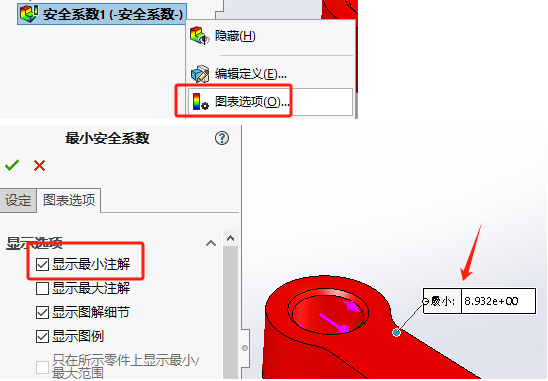 安全系数1 (-安全系数-)
隐藏(H)
编辑定义(E)...
图表选项(O)...
最小安全系数
设定
图表选项
显示选项
显示最小注解
显示最大注解
显示图解细节
显示图例
只在所示零件上显示最小/
最大范围
最小: 8.932e+00